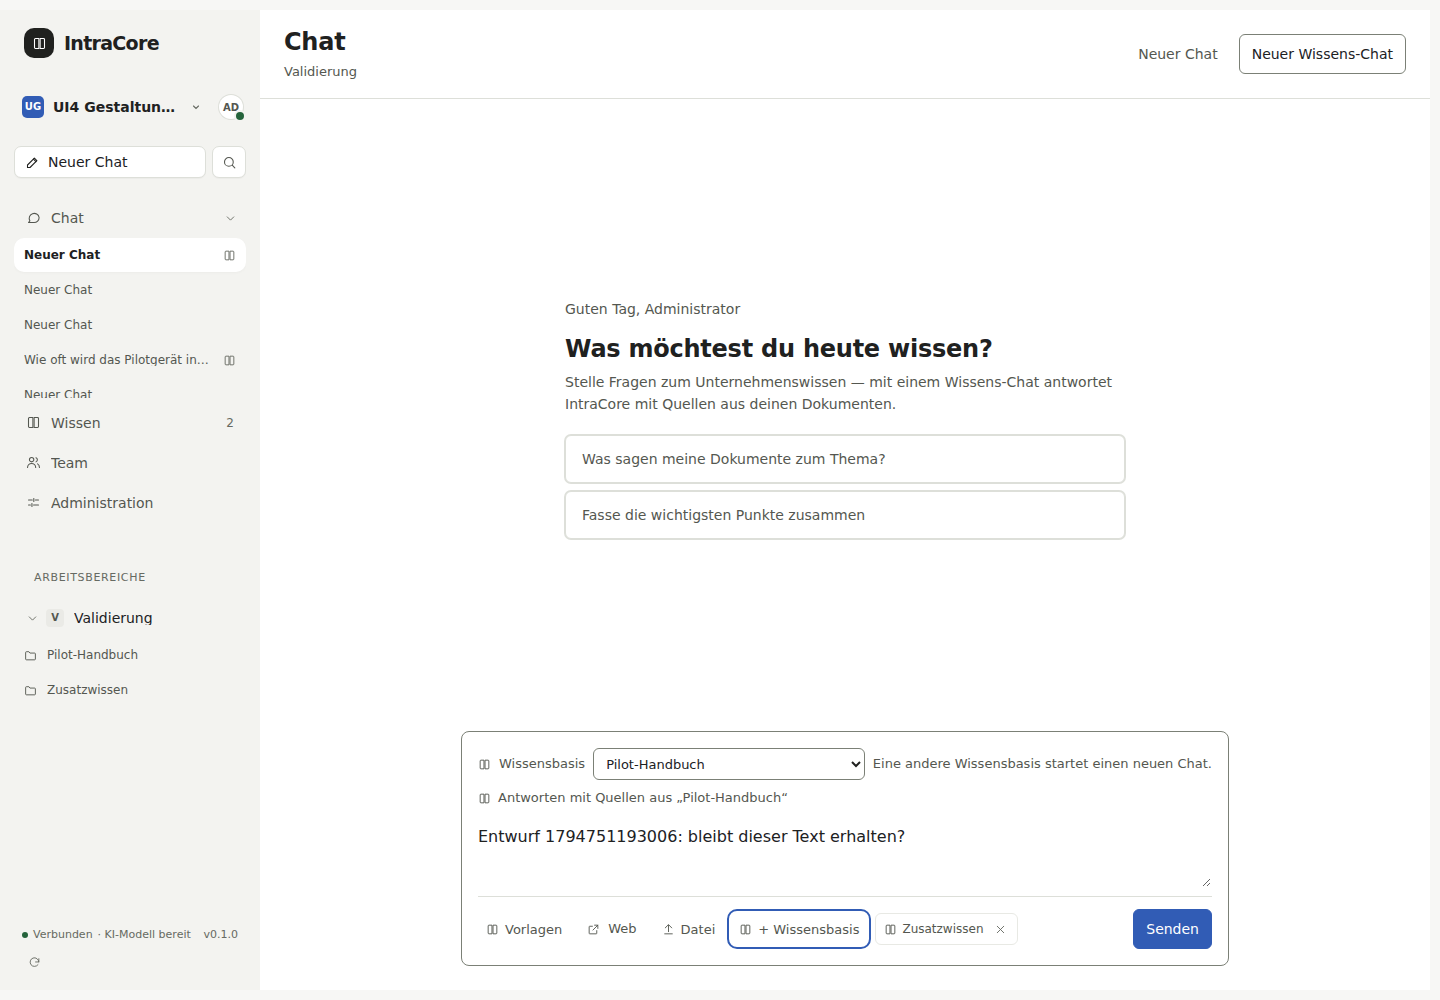 IntraCore
UG UI4 Gestaltun... AD
Neuer Chat
Chat
Neuer Chat
Neuer Chat
Neuer Chat
Wie oft wird das Pilotgerät in...
Neuer Chat
Wissen 2
Team
Administration
ARBEITSBEREICHE
V Validierung
Pilot-Handbuch
Zusatzwissen
Verbunden · KI-Modell bereit v0.1.0
Chat
Validierung
Neuer Chat
Neuer Wissens-Chat
Guten Tag, Administrator
Was möchtest du heute wissen?
Stelle Fragen zum Unternehmenswissen — mit einem Wissens-Chat antwortet
IntraCore mit Quellen aus deinen Dokumenten.
Was sagen meine Dokumente zum Thema?
Fasse die wichtigsten Punkte zusammen
Wissensbasis Pilot-Handbuch Eine andere Wissensbasis startet einen neuen Chat.
Antworten mit Quellen aus „Pilot-Handbuch“
Entwurf 1794751193006: bleibt dieser Text erhalten?
Vorlagen Web Datei + Wissensbasis Zusatzwissen Senden